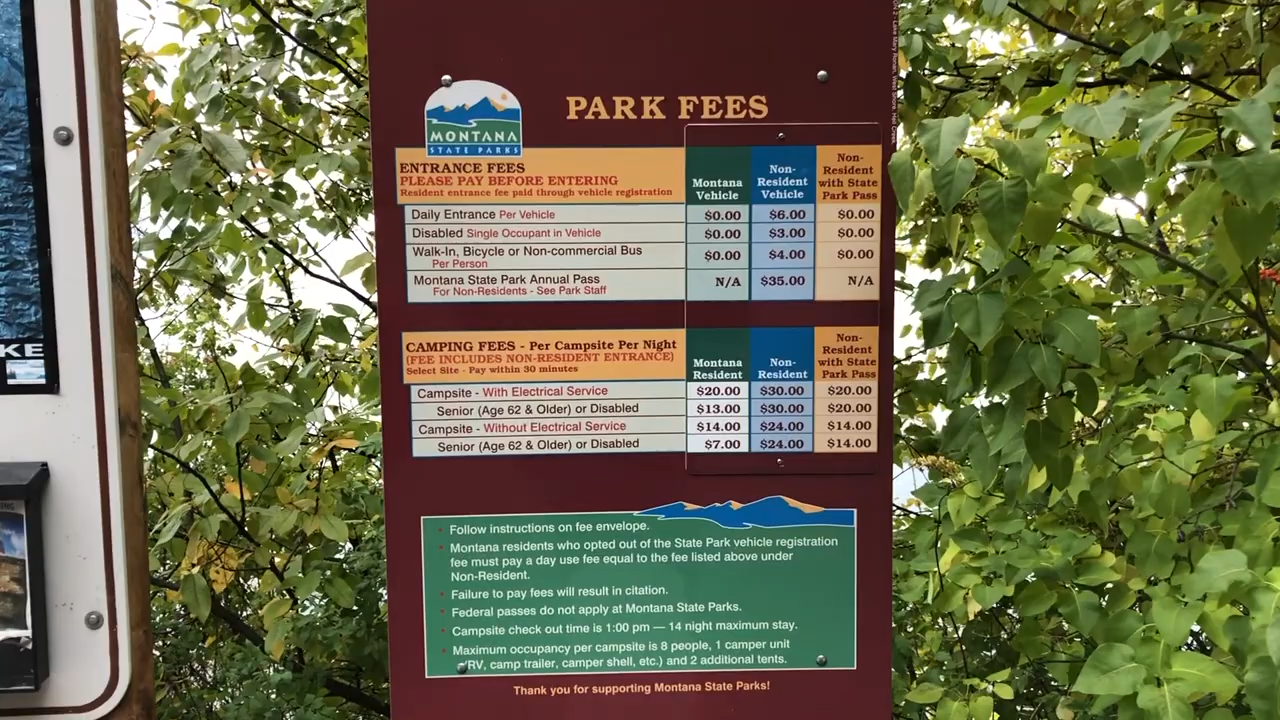 PARK FEES
MONTANA
STATE PARKS
ENTRANCE FEES
PLEASE PAY BEFORE ENTERING
Resident entrance fee paid through vehicle registration
Montana Vehicle
Non-Resident Vehicle
Non-Resident with State Park Pass
Daily Entrance Per Vehicle $0.00 $6.00 $0.00
Disabled Single Occupant in Vehicle $0.00 $3.00 $0.00
Walk-In, Bicycle or Non-commercial Bus $0.00 $4.00 $0.00
Per Person
Montana State Park Annual Pass N/A $35.00 N/A
For Non-Residents - See Park Staff
CAMPING FEES - Per Campsite Per Night
(FEE INCLUDES NON-RESIDENT ENTRANCE)
Select Site - Pay within 30 minutes
Montana Resident
Non-Resident
Non-Resident with State Park Pass
Campsite - With Electrical Service $20.00 $30.00 $20.00
Senior (Age 62 & Older) or Disabled $13.00 $30.00 $20.00
Campsite - Without Electrical Service $14.00 $24.00 $14.00
Senior (Age 62 & Older) or Disabled $7.00 $24.00 $14.00
• Follow instructions on fee envelope.
• Montana residents who opted out of the State Park vehicle registration
fee must pay a day use fee equal to the fee listed above under
Non-Resident.
• Failure to pay fees will result in citation.
• Federal passes do not apply at Montana State Parks.
• Campsite check out time is 1:00 pm — 14 night maximum stay.
• Maximum occupancy per campsite is 8 people, 1 camper unit
RV, camp trailer, camper shell, etc.) and 2 additional tents.
Thank you for supporting Montana State Parks!
KE